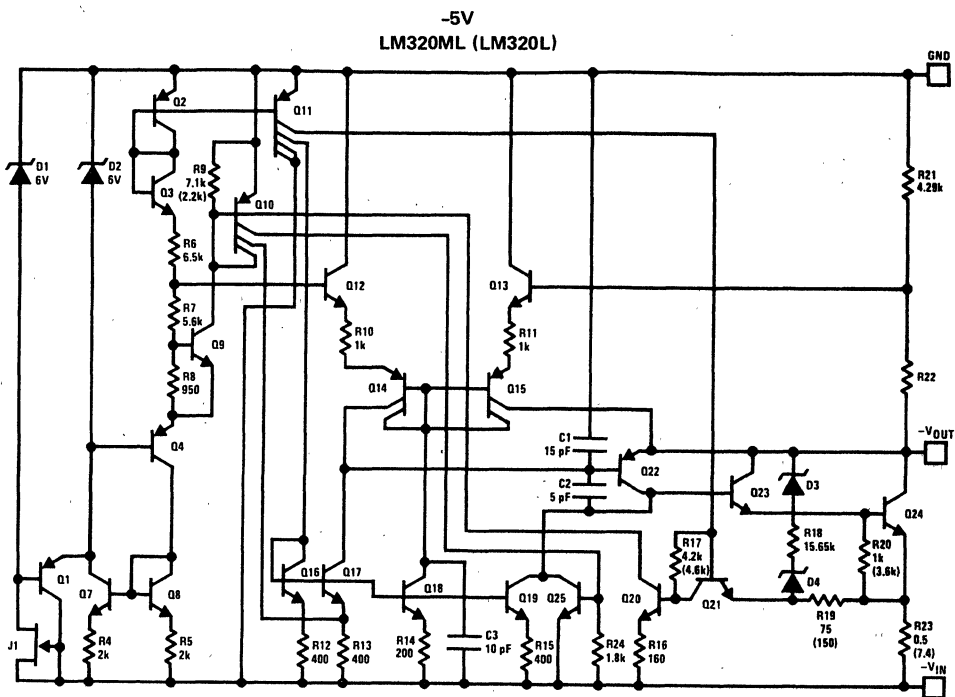 –5V
LM320ML (LM320L)
GND
Q2
Q11
D1
6V
D2
6V
Q3
R9
7.1k
(2.2k)
Q10
R21
4.29k
R6
6.5k
Q12
Q13
R7
5.6k
Q9
R10
1k
R11
1k
R8
950
Q14
Q15
R22
Q4
C1
15 pF
–VOUT
Q22
C2
5 pF
Q23
D3
Q24
R17
4.2k
(4.6k)
R18
15.65k
R20
1k
(3.6k)
Q1
Q7
Q8
Q16
Q17
Q18
Q19
Q25
Q20
Q21
D4
R19
75
(150)
J1
R4
2k
R5
2k
R12
400
R13
400
R14
200
C3
10 pF
R15
400
R24
1.8k
R16
160
R23
0.5
(7.4)
–VIN